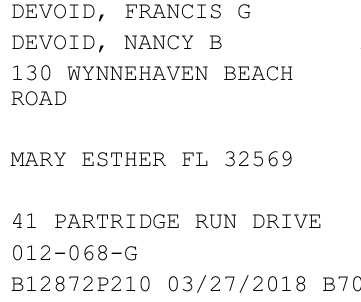 DEVOID, FRANCIS G
DEVOID, NANCY B
130 WYNNEHAVEN BEACH
ROAD
MARY ESTHER FL 32569
41 PARTRIDGE RUN DRIVE
012-068-G
B12872P210 03/27/2018 B70